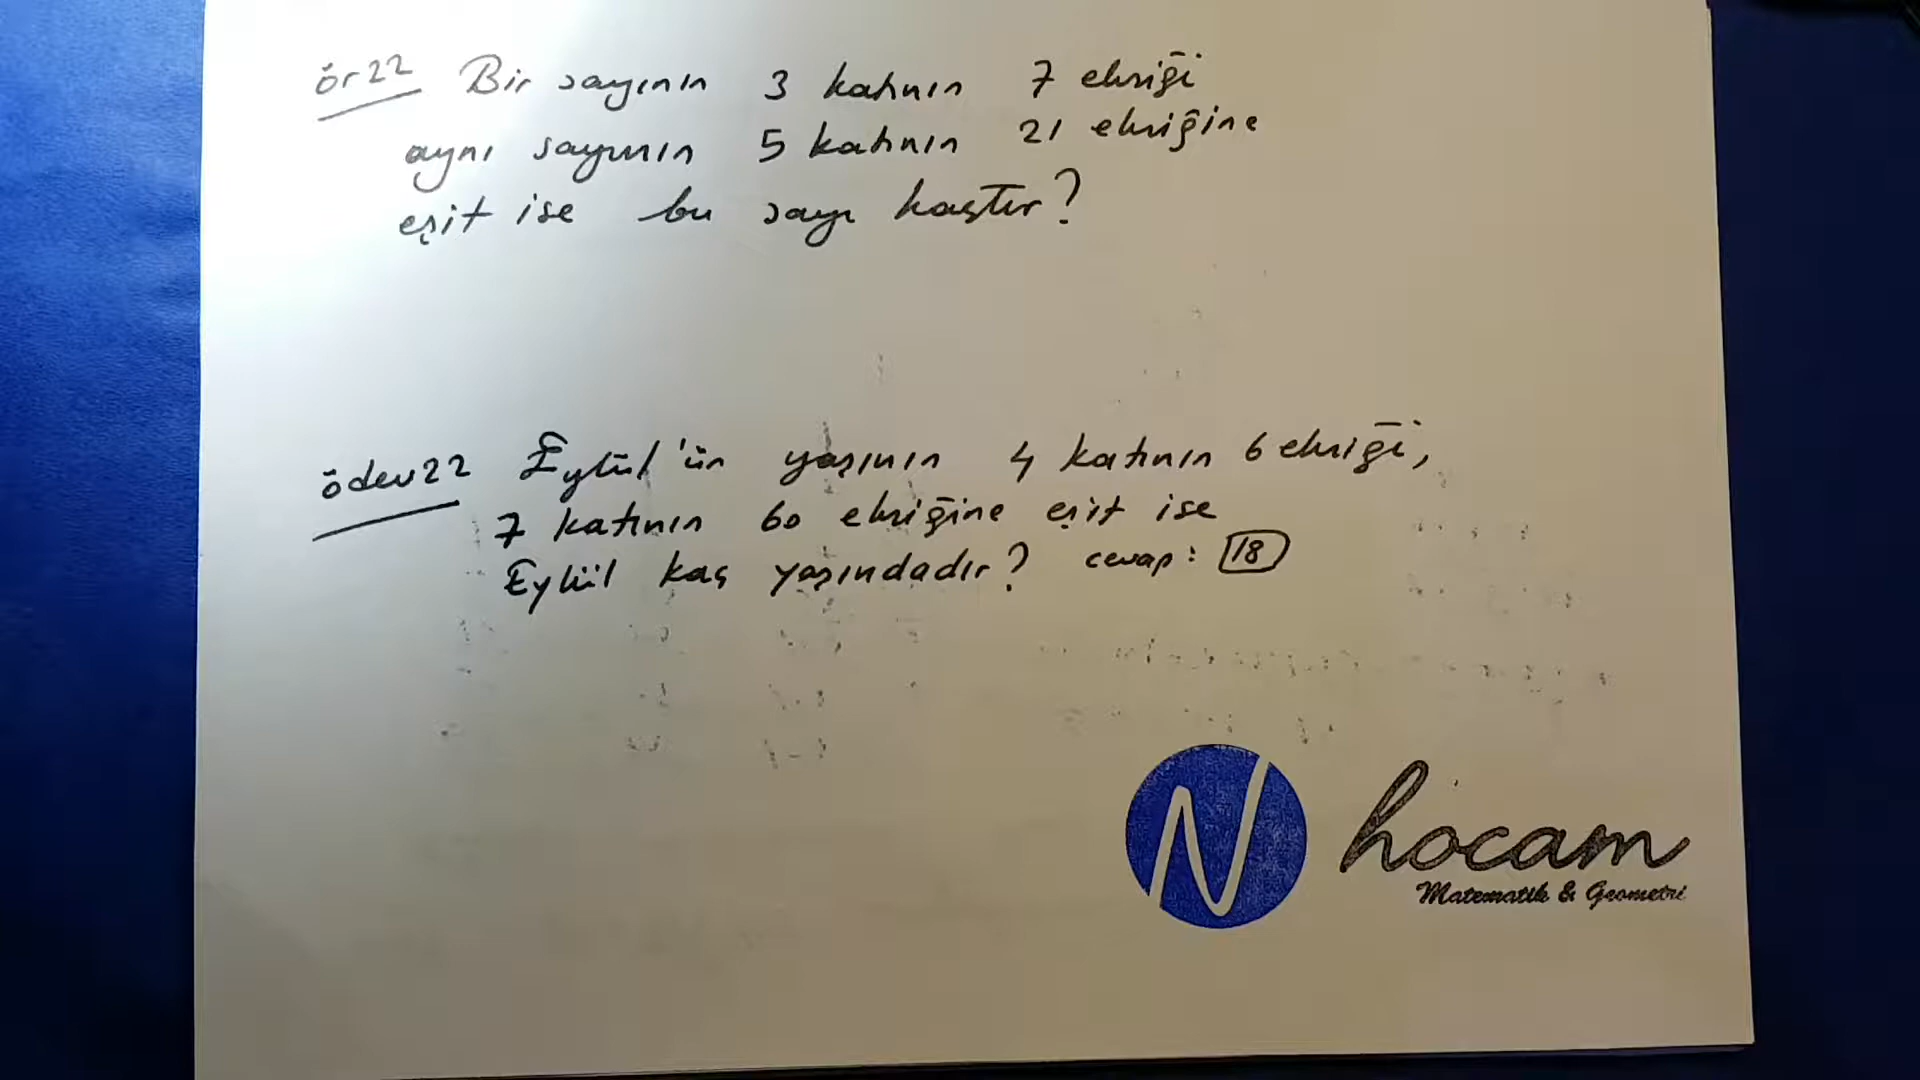 ör22 Bir sayının 3 katının 7 eksiği
aynı sayının 5 katının 21 eksiğine
eşit ise bu sayı kaçtır?
ödev22 Eylül'ün yaşının 4 katının 6 eksiği,
7 katının 60 eksiğine eşit ise
Eylül kaç yaşındadır? cevap: 18
N hocam
Matematik & Geometri